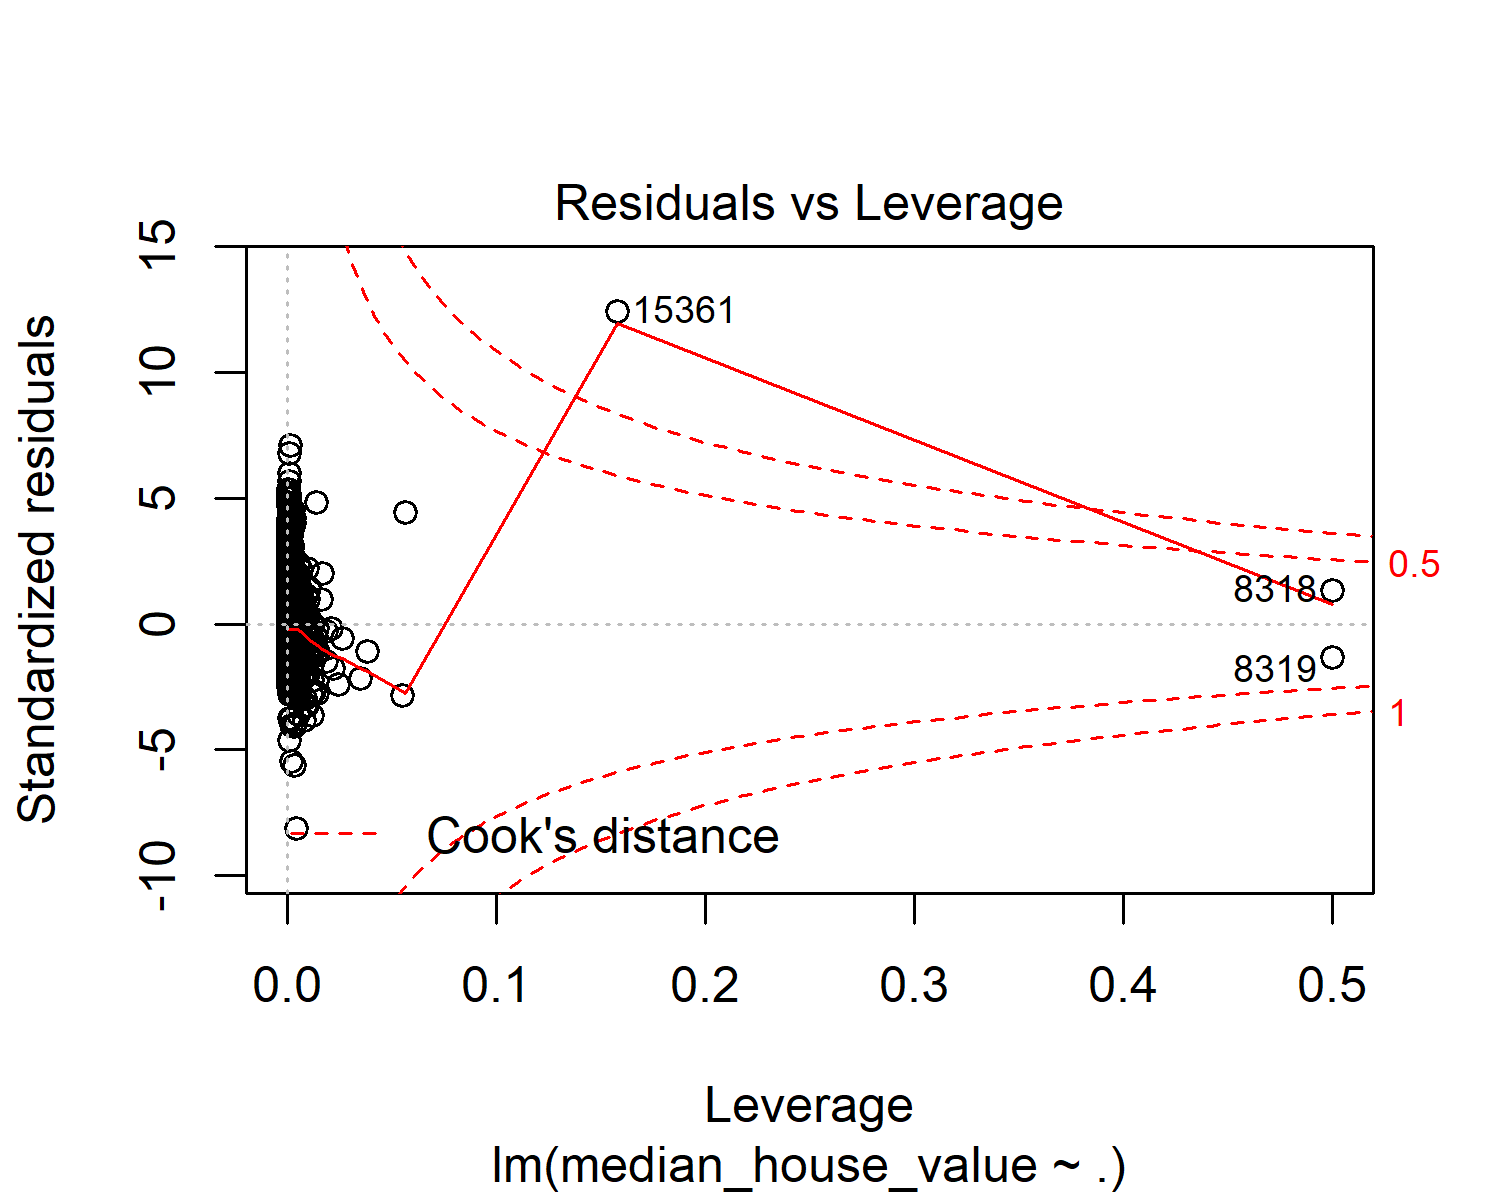 Residuals vs Leverage
Standardized residuals
15
10
5
0
-5
-10
15361
8318
8319
0.5
1
Cook's distance
0.0 0.1 0.2 0.3 0.4 0.5
Leverage
lm(median_house_value ~ .)